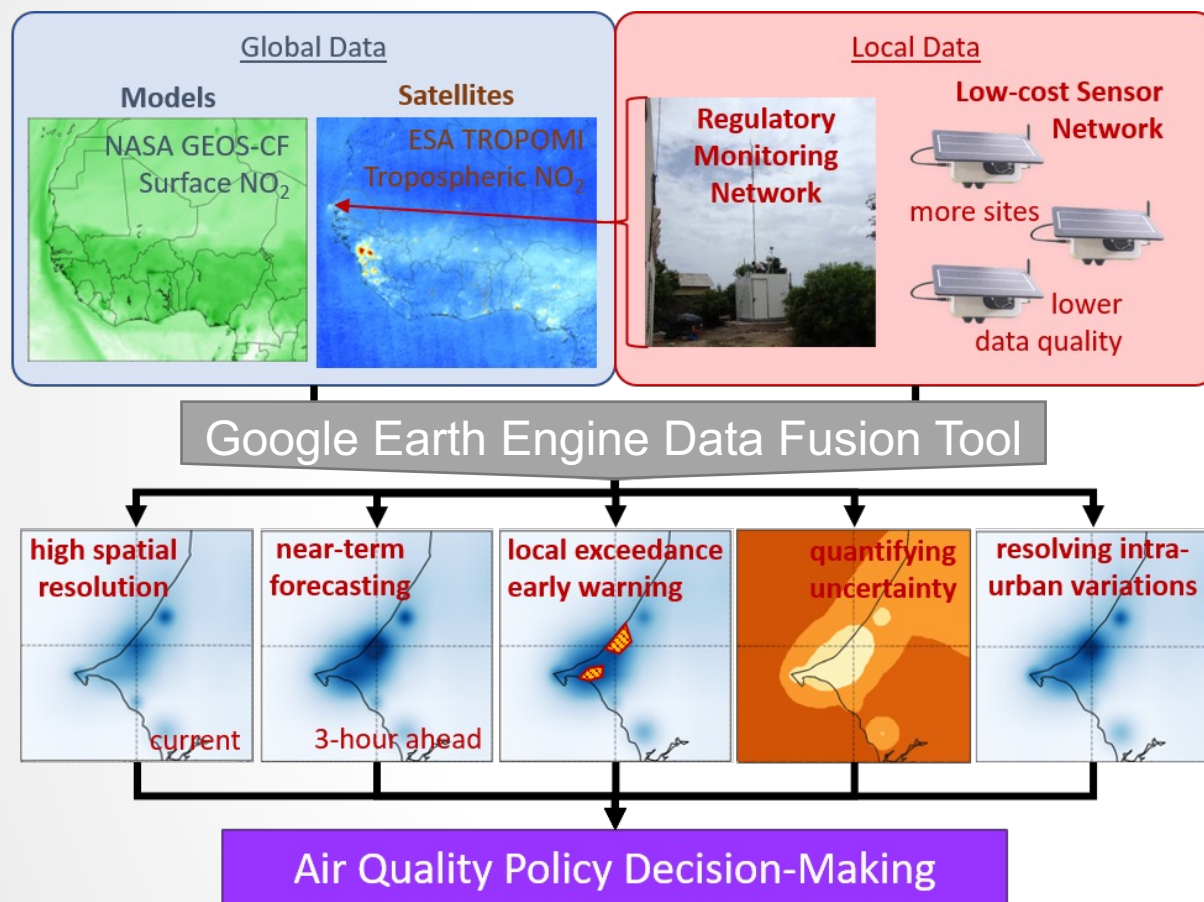 Global Data
Models
NASA GEOS-CF
Surface NO₂
Satellites
ESA TROPOMI
Tropospheric NO₂
Local Data
Regulatory
Monitoring
Network
Low-cost Sensor
Network
more sites
lower
data quality
Google Earth Engine Data Fusion Tool
high spatial
resolution
current
near-term
forecasting
3-hour ahead
local exceedance
early warning
quantifying
uncertainty
resolving intra-
urban variations
Air Quality Policy Decision-Making